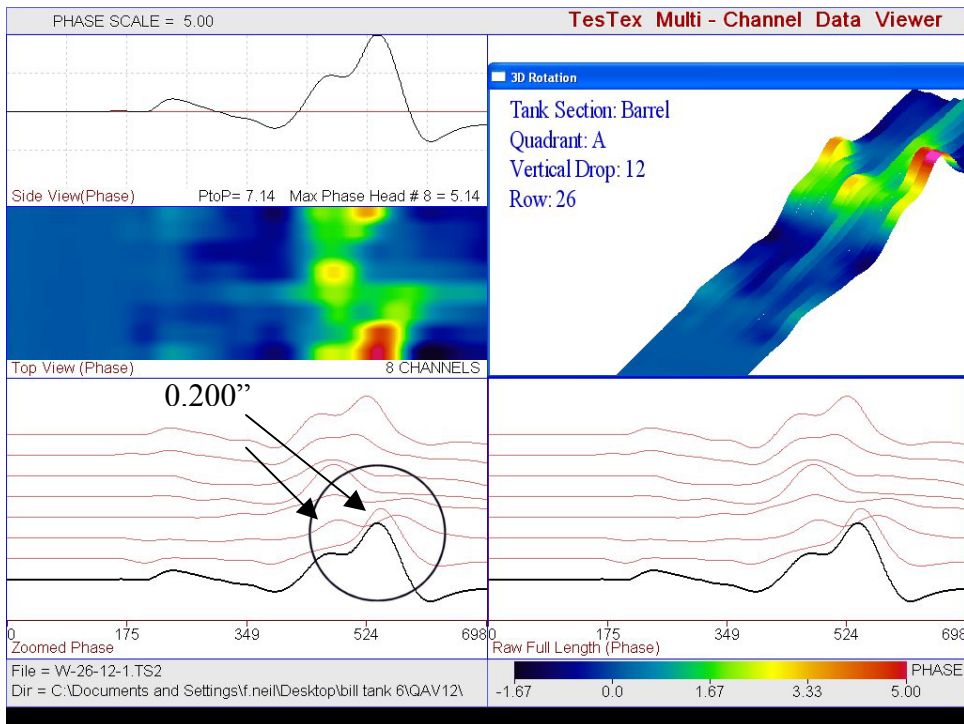 PHASE SCALE = 5.00
TesTex Multi - Channel Data Viewer
Side View(Phase) PtoP= 7.14 Max Phase Head # 8 = 5.14
3D Rotation
Tank Section: Barrel
Quadrant: A
Vertical Drop: 12
Row: 26
Top View (Phase) 8 CHANNELS
0.200”
0 175 349 524 698
Zoomed Phase
0 175 349 524 698
Raw Full Length (Phase)
File = W-26-12-1.TS2
Dir = C:\Documents and Settings\f.neil\Desktop\bill tank 6\QAV12\
PHASE
-1.67 0.0 1.67 3.33 5.00